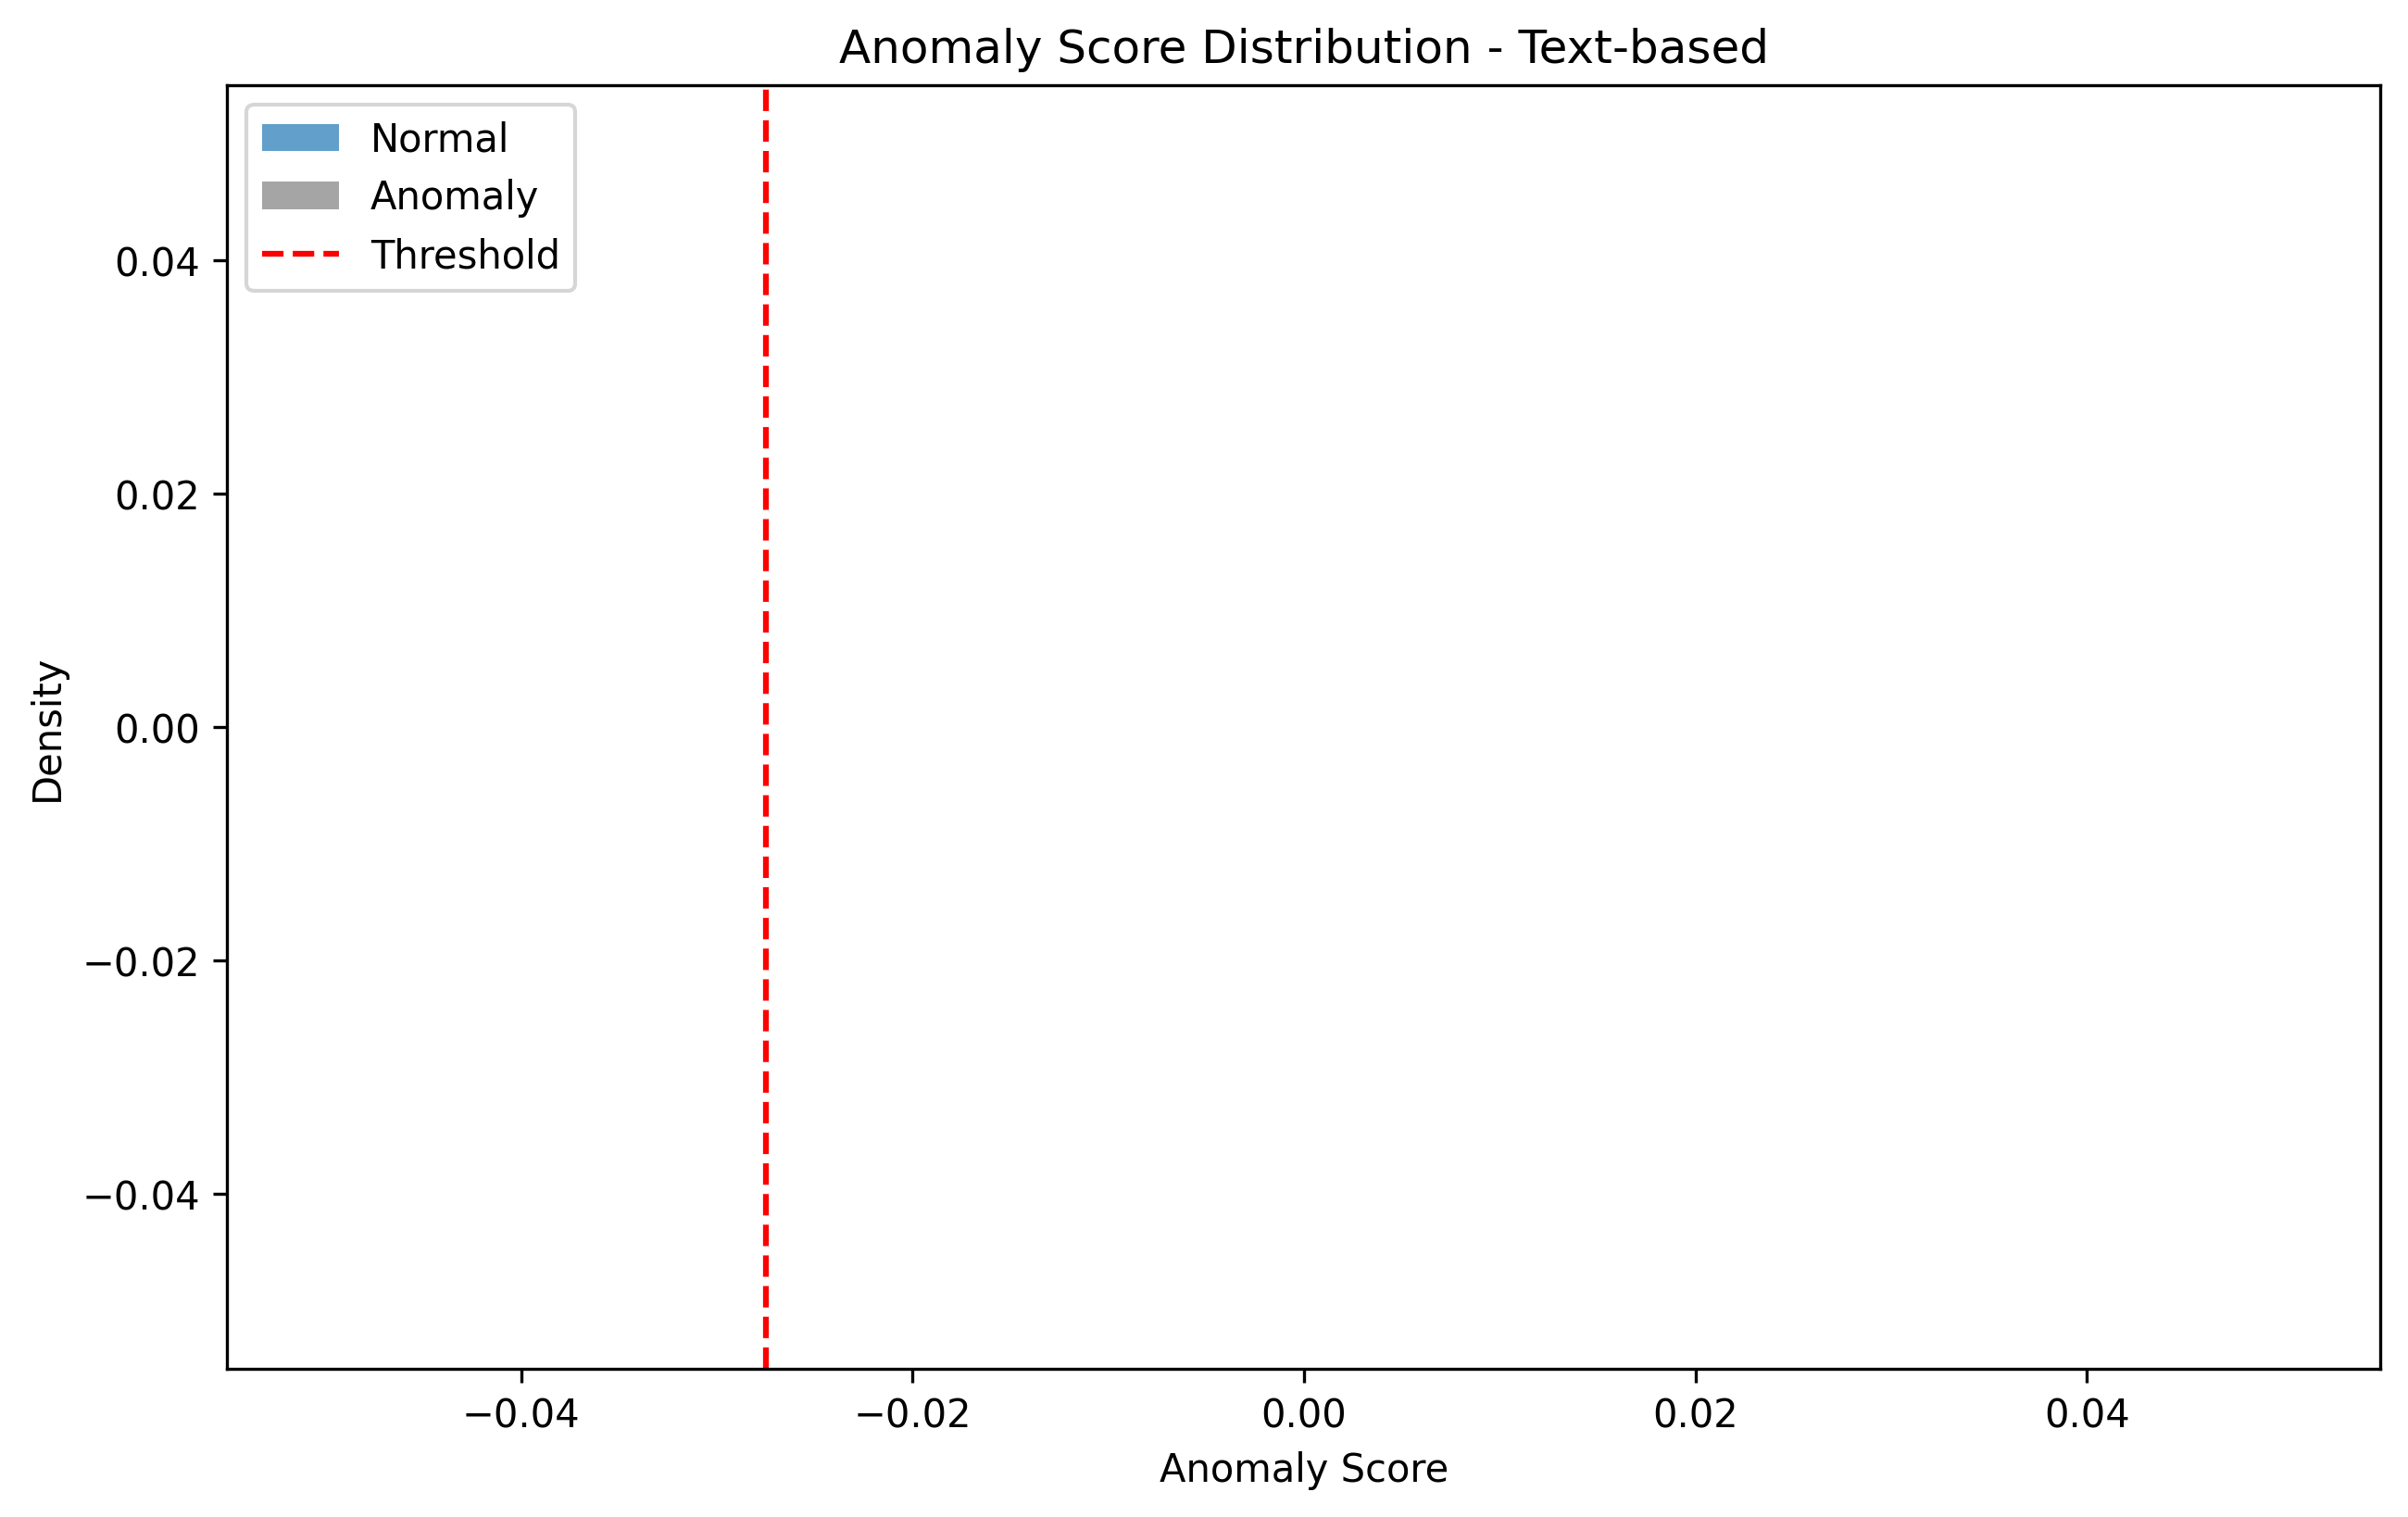 Anomaly Score Distribution - Text-based
Normal
Anomaly
Threshold
0.04
0.02
0.00
−0.02
−0.04
Density
−0.04
−0.02
0.00
0.02
0.04
Anomaly Score